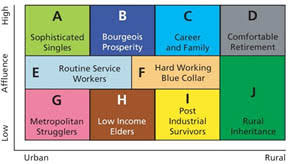 High
A
Sophisticated
Singles
B
Bourgeois
Prosperity
C
Career
and Family
D
Comfortable
Retirement
Affluence
E
Routine Service
Workers
F
Hard Working
Blue Collar
G
Metropolitan
Strugglers
H
Low Income
Elders
I
Post
Industrial
Survivors
J
Rural
Inheritance
Low
Urban
Rural